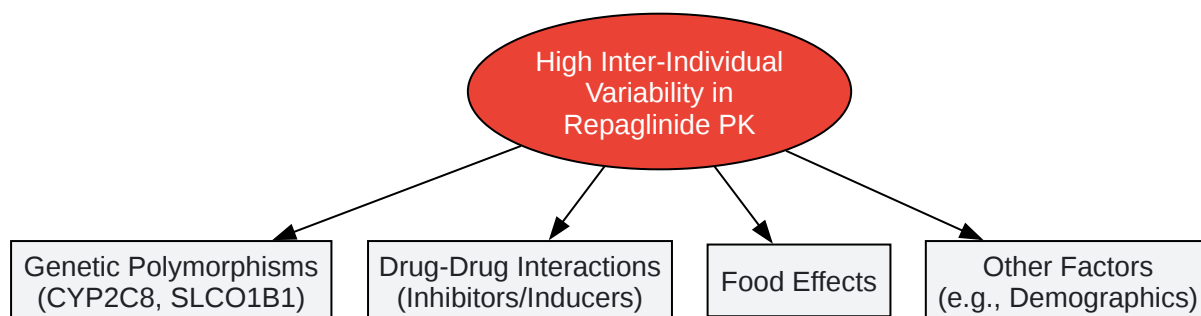 High Inter-Individual
Variability in
Repaglinide PK
Genetic Polymorphisms
(CYP2C8, SLCO1B1)
Drug-Drug Interactions
(Inhibitors/Inducers)
Food Effects
Other Factors
(e.g., Demographics)